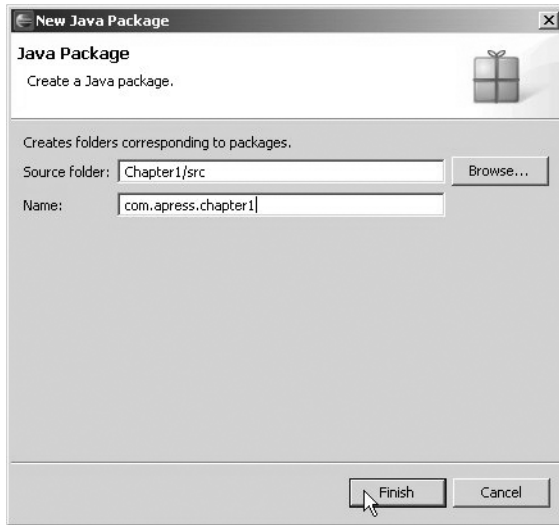 New Java Package
Java Package
Create a Java package.
Creates folders corresponding to packages.
Source folder: Chapter1/src Browse...
Name: com.apress.chapter1
Finish Cancel